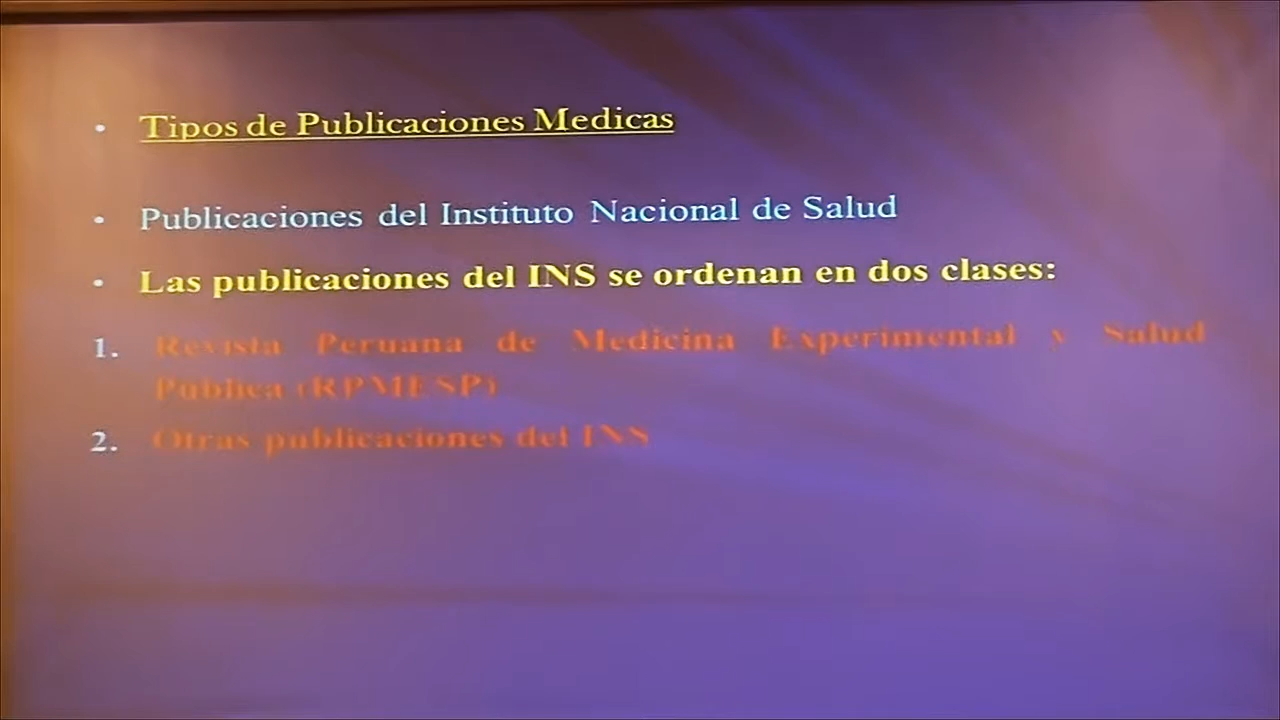 • Tipos de Publicaciones Medicas
• Publicaciones del Instituto Nacional de Salud
• Las publicaciones del INS se ordenan en dos clases:
1. Revista Peruana de Medicina Experimental y Salud
Publica (RPMESP)
2. Otras publicaciones del INS